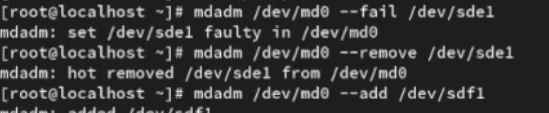 [root@localhost ~]# mdadm /dev/md0 --fail /dev/sde1
mdadm: set /dev/sde1 faulty in /dev/md0
[root@localhost ~]# mdadm /dev/md0 --remove /dev/sde1
mdadm: hot removed /dev/sde1 from /dev/md0
[root@localhost ~]# mdadm /dev/md0 --add /dev/sdf1
mdadm: added /dev/sdf1